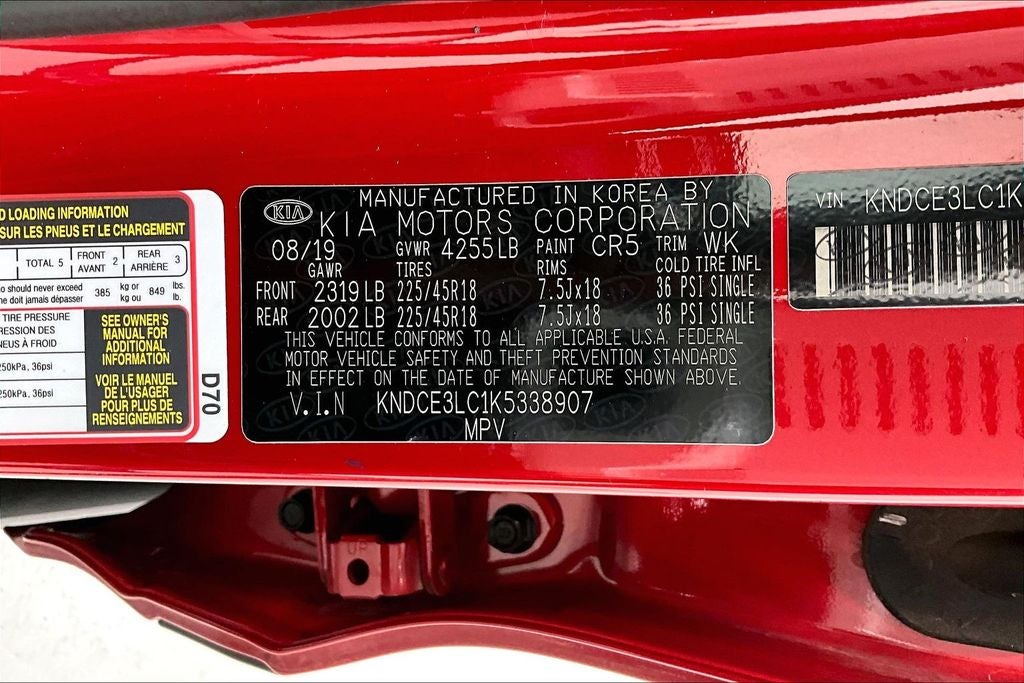 D LOADING INFORMATION
SUR LES PNEUS ET LE CHARGEMENT
TOTAL 5 FRONT AVANT 2 REAR ARRIÈRE 3
ho should never exceed 385 kg or 849 lbs.
ne doit jamais dépasser kg ou lb.
TIRE PRESSURE
RESSION DES
NEUS À FROID
250kPa, 36psi
250kPa, 36psi
SEE OWNER'S
MANUAL FOR
ADDITIONAL
INFORMATION
VOIR LE MANUEL
DE L'USAGER
POUR PLUS DE
RENSEIGNEMENTS
D70
MANUFACTURED IN KOREA BY
KIA KIA MOTORS CORPORATION
08/19 GVWR 4255LB PAINT CR5 TRIM WK
GAWR TIRES RIMS COLD TIRE INFL
FRONT 2319LB 225/45R18 7.5Jx18 36 PSI SINGLE
REAR 2002LB 225/45R18 7.5Jx18 36 PSI SINGLE
THIS VEHICLE CONFORMS TO ALL APPLICABLE U.S.A. FEDERAL
MOTOR VEHICLE SAFETY AND THEFT PREVENTION STANDARDS
IN EFFECT ON THE DATE OF MANUFACTURE SHOWN ABOVE.
V.I.N KNDCE3LC1K5338907
MPV
VIN KNDCE3LC1K
UP